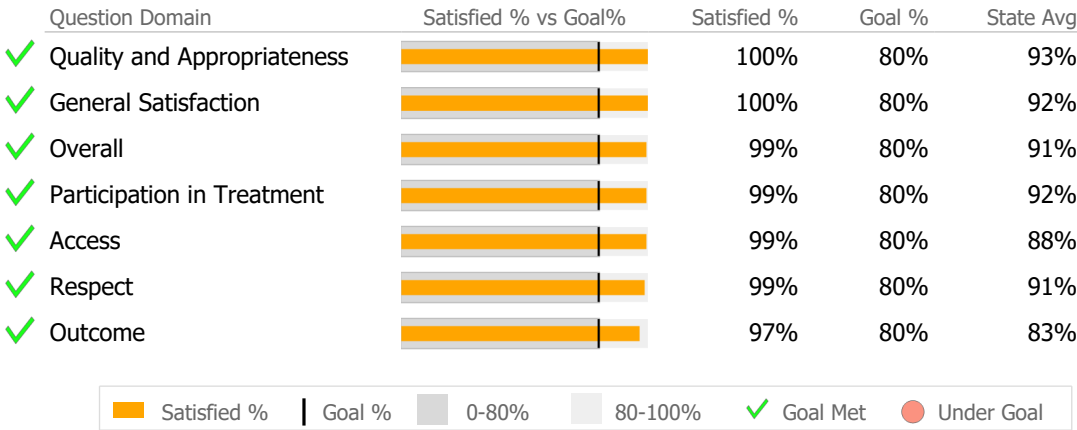 Question Domain Satisfied % vs Goal% Satisfied % Goal % State Avg
Quality and Appropriateness 100% 80% 93%
General Satisfaction 100% 80% 92%
Overall 99% 80% 91%
Participation in Treatment 99% 80% 92%
Access 99% 80% 88%
Respect 99% 80% 91%
Outcome 97% 80% 83%
Satisfied % Goal % 0-80% 80-100% Goal Met Under Goal